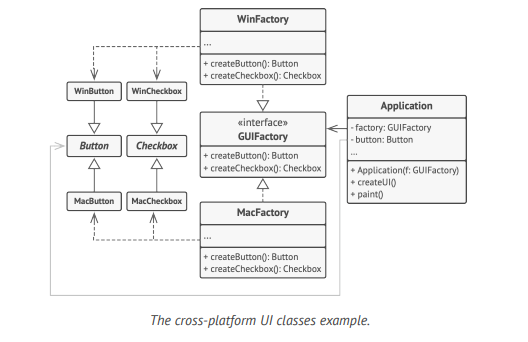 WinFactory
...
+ createButton(): Button
+ createCheckbox(): Checkbox
WinButton
WinCheckbox
Button
Checkbox
MacButton
MacCheckbox
«interface»
GUIFactory
+ createButton(): Button
+ createCheckbox(): Checkbox
Application
- factory: GUIFactory
- button: Button
...
+ Application(f: GUIFactory)
+ createUI()
+ paint()
MacFactory
...
+ createButton(): Button
+ createCheckbox(): Checkbox
The cross-platform UI classes example.